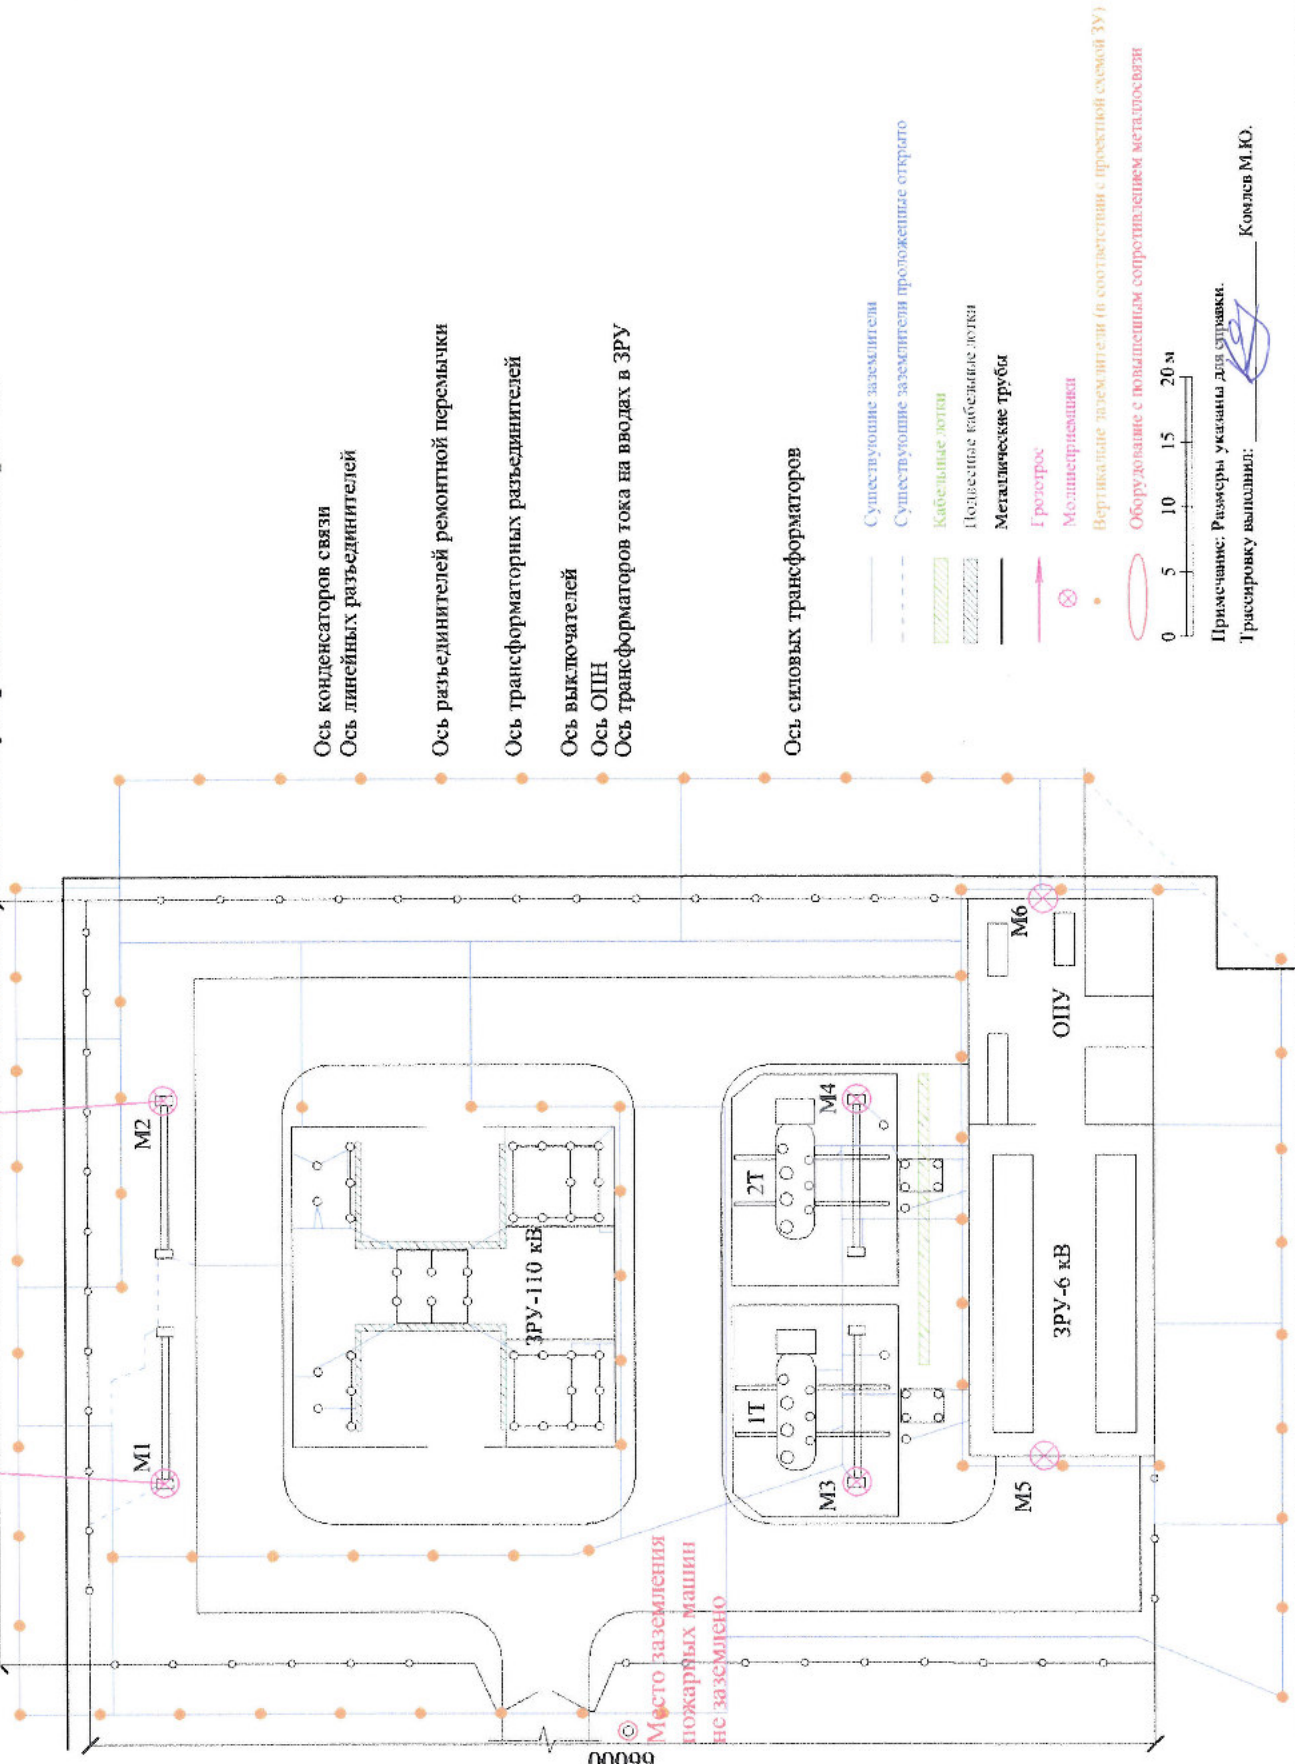 Ось конденсаторов связи
Ось линейных разъединителей
Ось разъединителей ремонтной перемычки
Ось трансформаторных разъединителей
Ось выключателей
Ось ОПН
Ось трансформаторов тока на вводах в ЗРУ
Ось силовых трансформаторов
М1
М2
ЗРУ-110 кВ
1Т
2Т
М3
М4
М5
М6
ЗРУ-6 кВ
ОПУ
Место заземления
пожарных машин
не заземлено
66000
Существующие заземлители
Существующие заземлители проложенные открыто
Кабельные лотки
Подвесные кабельные лотки
Металлические трубы
Грозотрос
Молниеприемники
Вертикальные заземлители (в соответствии с проектной схемой ЗУ)
Оборудование с повышенным сопротивлением металлосвязи
0 5 10 15 20 м
Примечание: Размеры указаны для справки.
Трассировку выполнил: Комлев М.Ю.